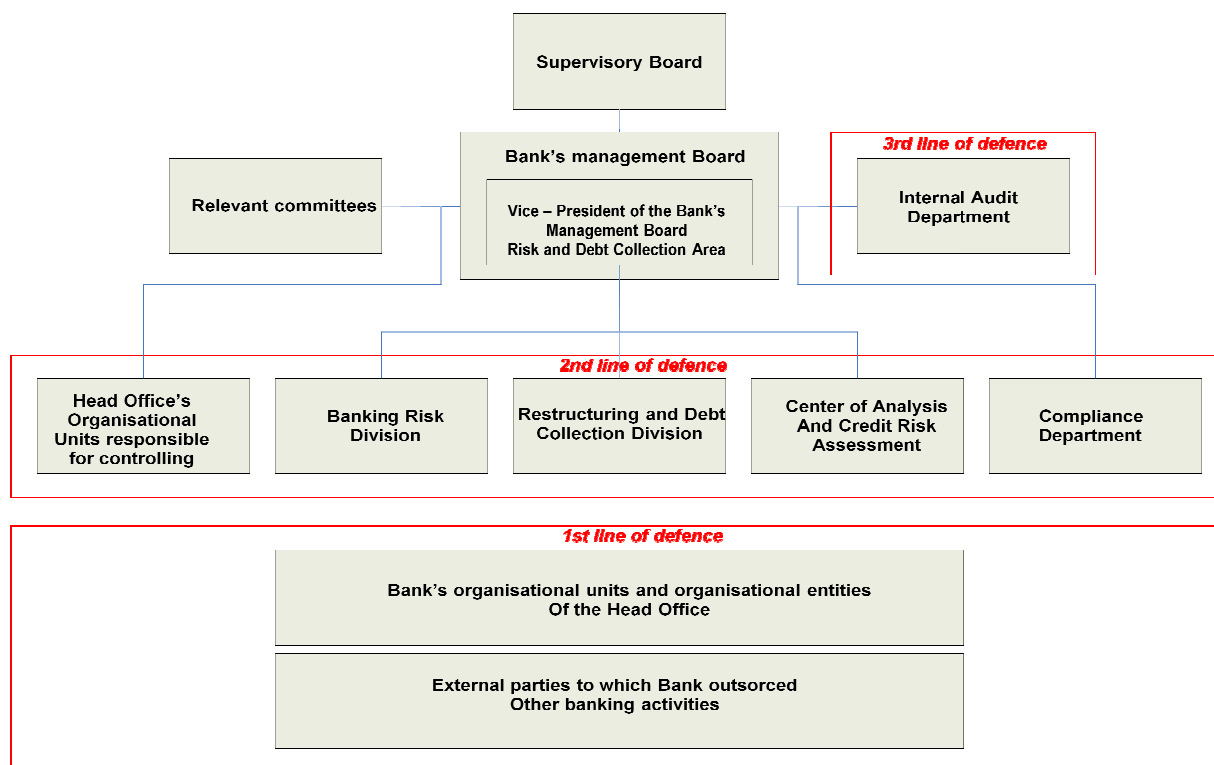 Supervisory Board
Bank's management Board
Vice – President of the Bank's
Management Board
Risk and Debt Collection Area
Relevant committees
3rd line of defence
Internal Audit
Department
2nd line of defence
Head Office's
Organisational
Units responsible
for controlling
Banking Risk
Division
Restructuring and Debt
Collection Division
Center of Analysis
And Credit Risk
Assessment
Compliance
Department
1st line of defence
Bank's organisational units and organisational entities
Of the Head Office
External parties to which Bank outsorced
Other banking activities